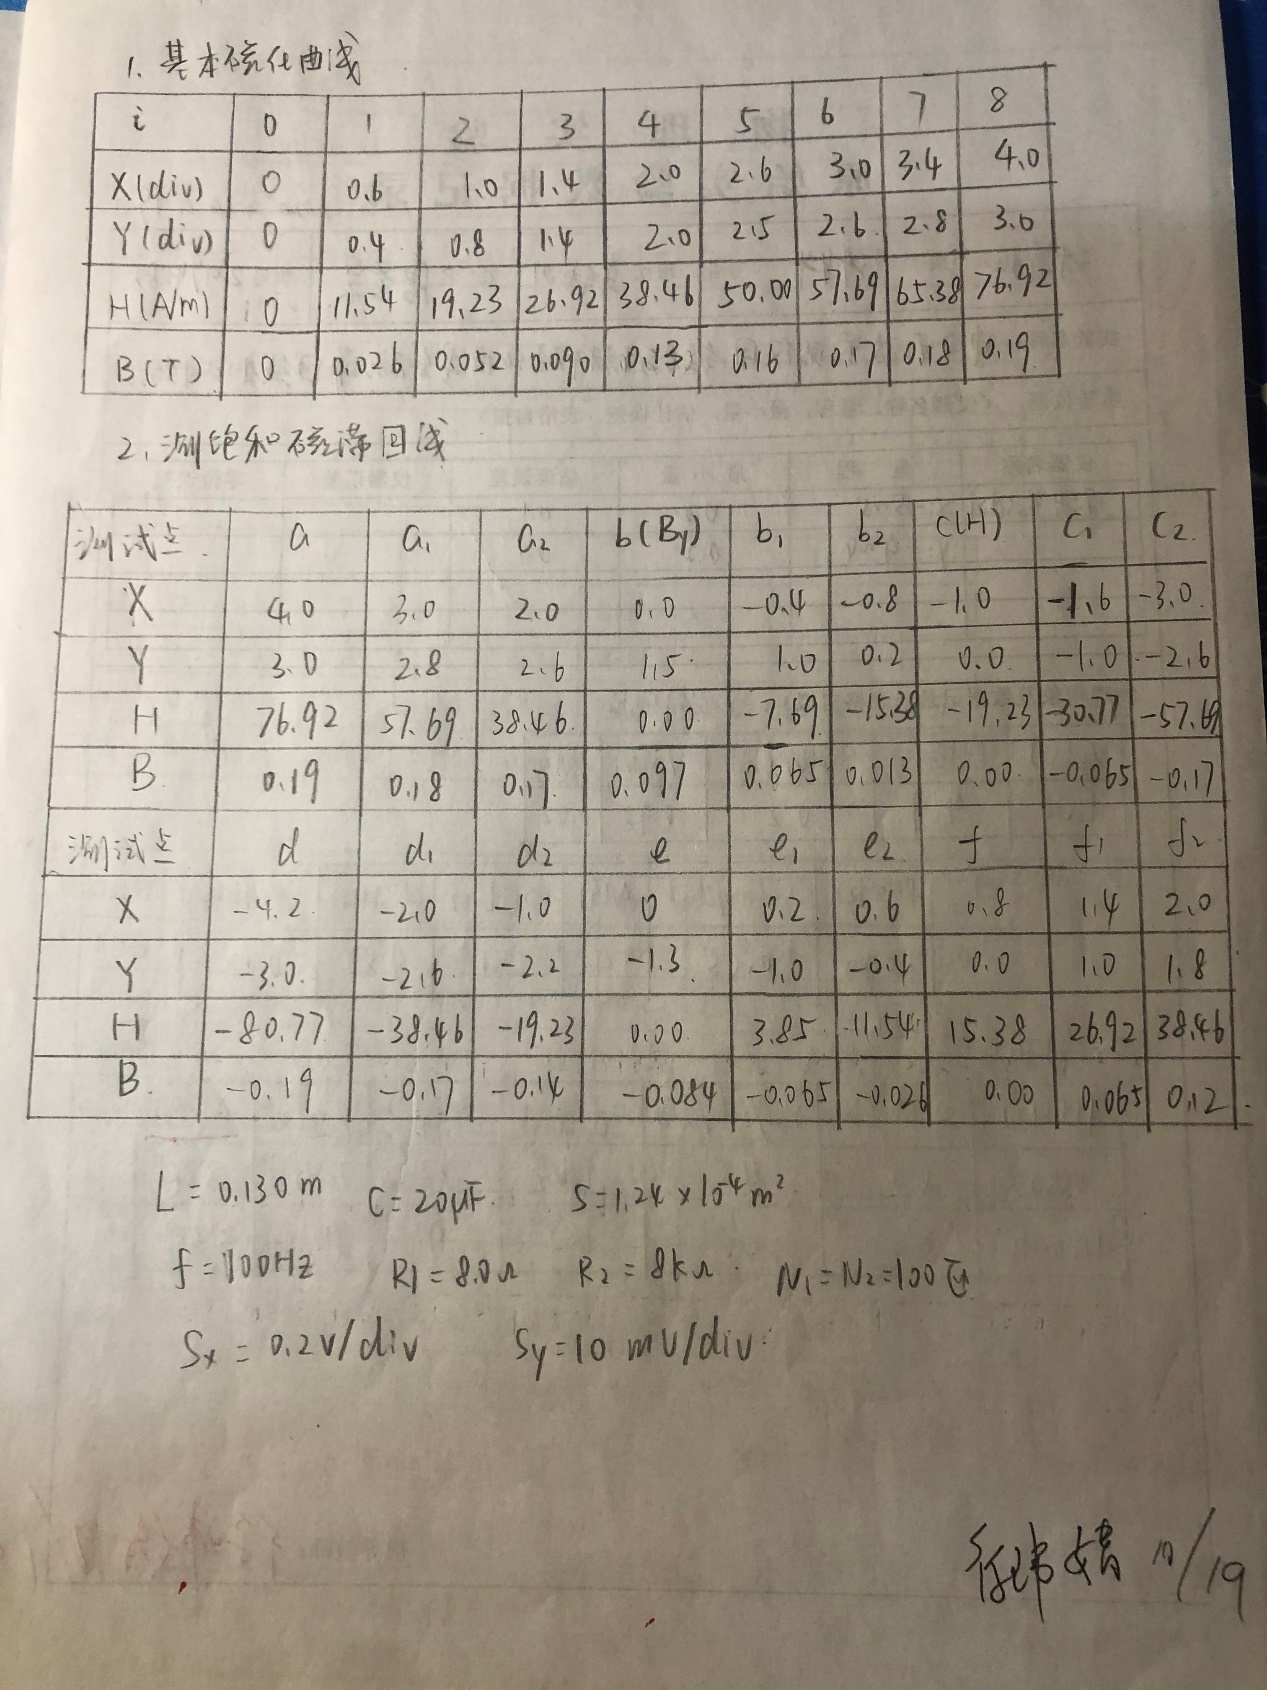 1. 基本磁化曲线
i 0 1 2 3 4 5 6 7 8
X(div) 0 0.6 1.0 1.4 2.0 2.6 3.0 3.4 4.0
Y(div) 0 0.4 0.8 1.4 2.0 2.5 2.6 2.8 3.0
H(A/m) 0 11.54 19.23 26.92 38.46 50.00 57.69 65.38 76.92
B(T) 0 0.026 0.052 0.090 0.13 0.16 0.17 0.18 0.19
2. 测饱和磁滞回线
测试点 a a₁ a₂ b(By) b₁ b₂ c(H) c₁ c₂
X 4.0 3.0 2.0 0.0 -0.4 -0.8 -1.0 -1.6 -3.0
Y 3.0 2.8 2.6 1.5 1.0 0.2 0.0 -1.0 -2.6
H 76.92 57.69 38.46 0.00 -7.69 -15.38 -19.23 -30.77 -57.69
B 0.19 0.18 0.17 0.097 0.065 0.013 0.00 -0.065 -0.17
测试点 d d₁ d₂ e e₁ e₂ f f₁ f₂
X -4.2 -2.0 -1.0 0 0.2 0.6 0.8 1.4 2.0
Y -3.0 -2.6 -2.2 -1.3 -1.0 -0.4 0.0 1.0 1.8
H -80.77 -38.46 -19.23 0.00 3.85 11.54 15.38 26.92 38.46
B -0.19 -0.17 -0.14 -0.084 -0.065 -0.026 0.00 0.065 0.12
L=0.130m C=20μF S=1.24×10⁻⁴m²
f=100Hz R₁=8.0Ω R₂=8kΩ N₁=N₂=100匝
Sx=0.2V/div Sy=10mV/div
10/19